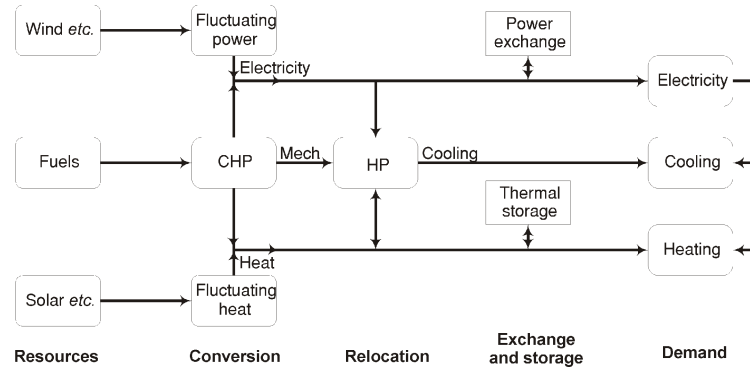 Wind etc.
Fluctuating
power
Power
exchange
Electricity
Electricity
Fuels
CHP
Mech
HP
Cooling
Cooling
Thermal
storage
Heating
Heat
Solar etc.
Fluctuating
heat
Resources
Conversion
Relocation
Exchange
and storage
Demand